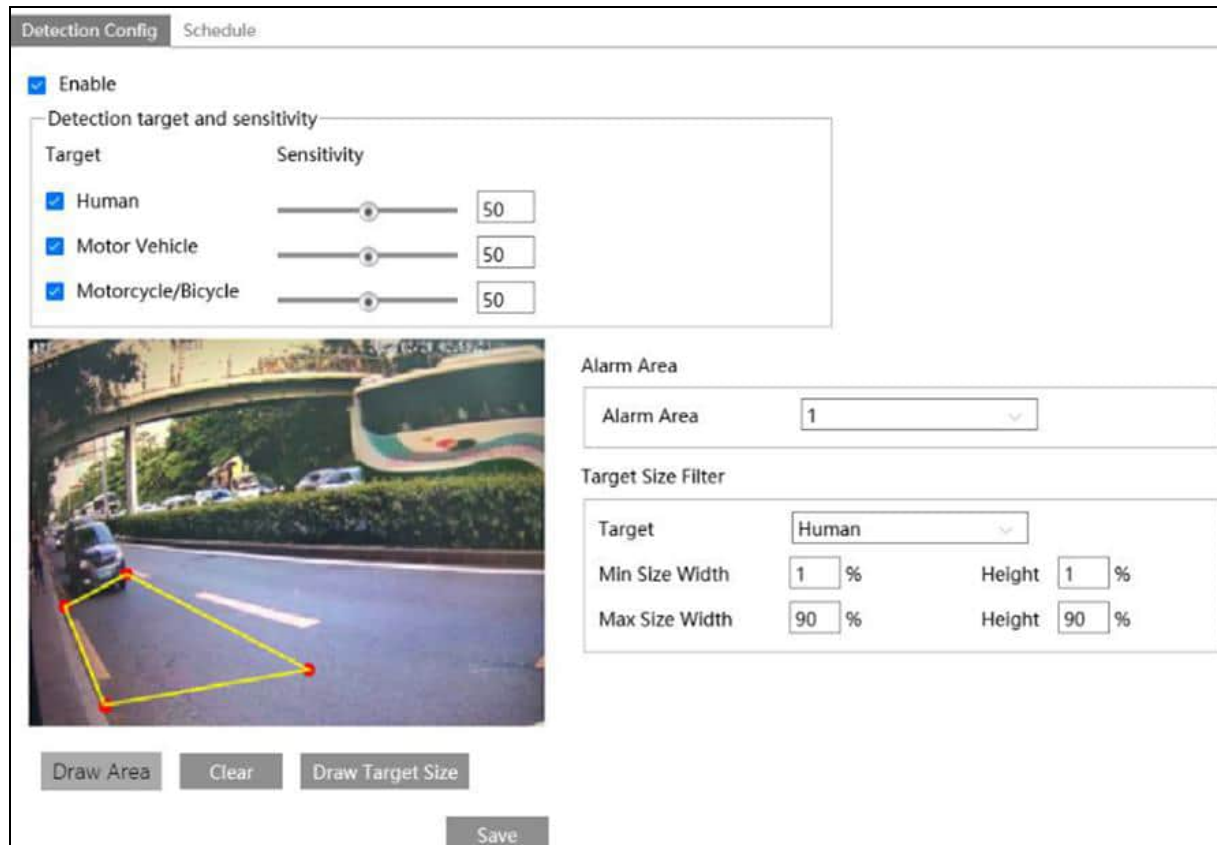 Detection Config Schedule
Enable
Detection target and sensitivity
Target Sensitivity
Human 50
Motor Vehicle 50
Motorcycle/Bicycle 50
Alarm Area
Alarm Area 1
Target Size Filter
Target Human
Min Size Width 1 % Height 1 %
Max Size Width 90 % Height 90 %
Draw Area Clear Draw Target Size
Save